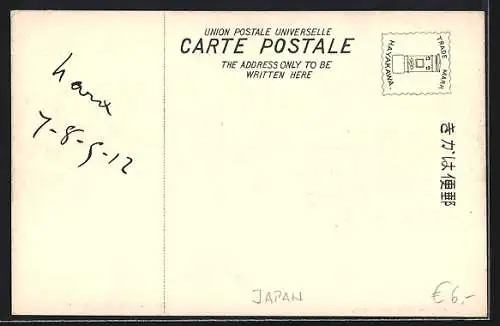 UNION POSTALE UNIVERSELLE
CARTE POSTALE
THE ADDRESS ONLY TO BE
WRITTEN HERE
TRADE MARK
HAYAKAWA
きがは便郵
7-8-5-12
JAPAN
€6,-